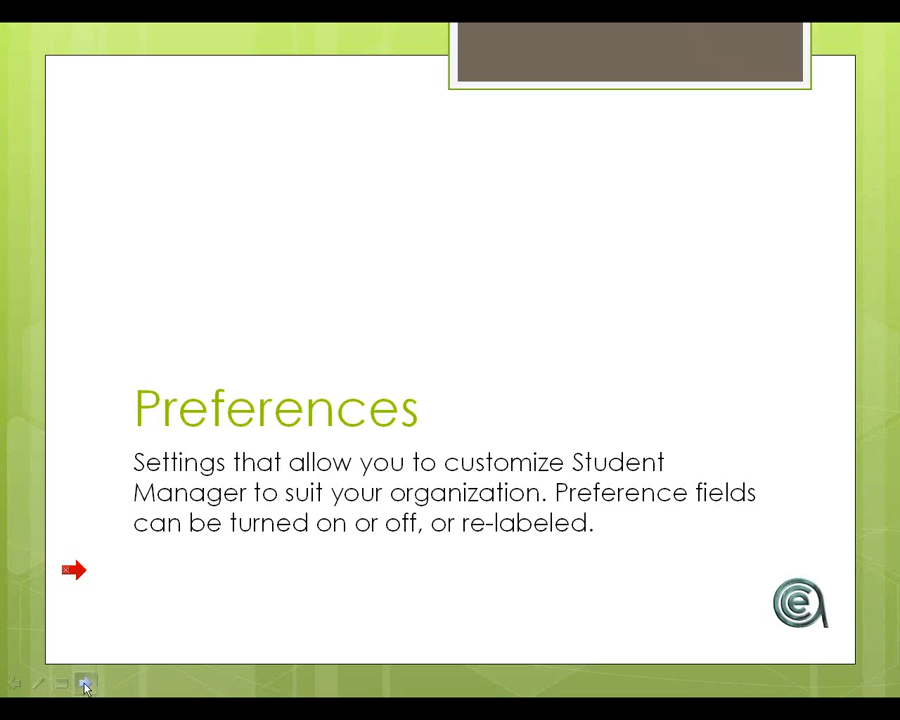 Preferences
Settings that allow you to customize Student
Manager to suit your organization. Preference fields
can be turned on or off, or re-labeled.